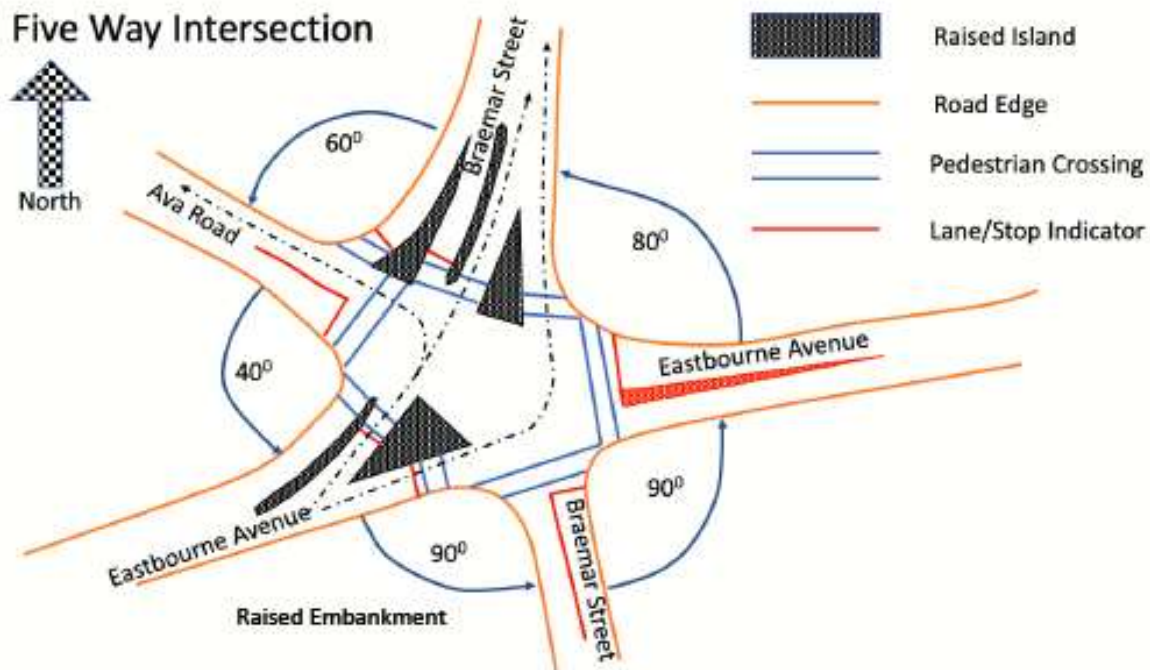 Five Way Intersection
North
Raised Island
Road Edge
Pedestrian Crossing
Lane/Stop Indicator
Braemar Street
60⁰
Ava Road
80⁰
40⁰
Eastbourne Avenue
Eastbourne Avenue
90⁰
90⁰
Braemar Street
Raised Embankment